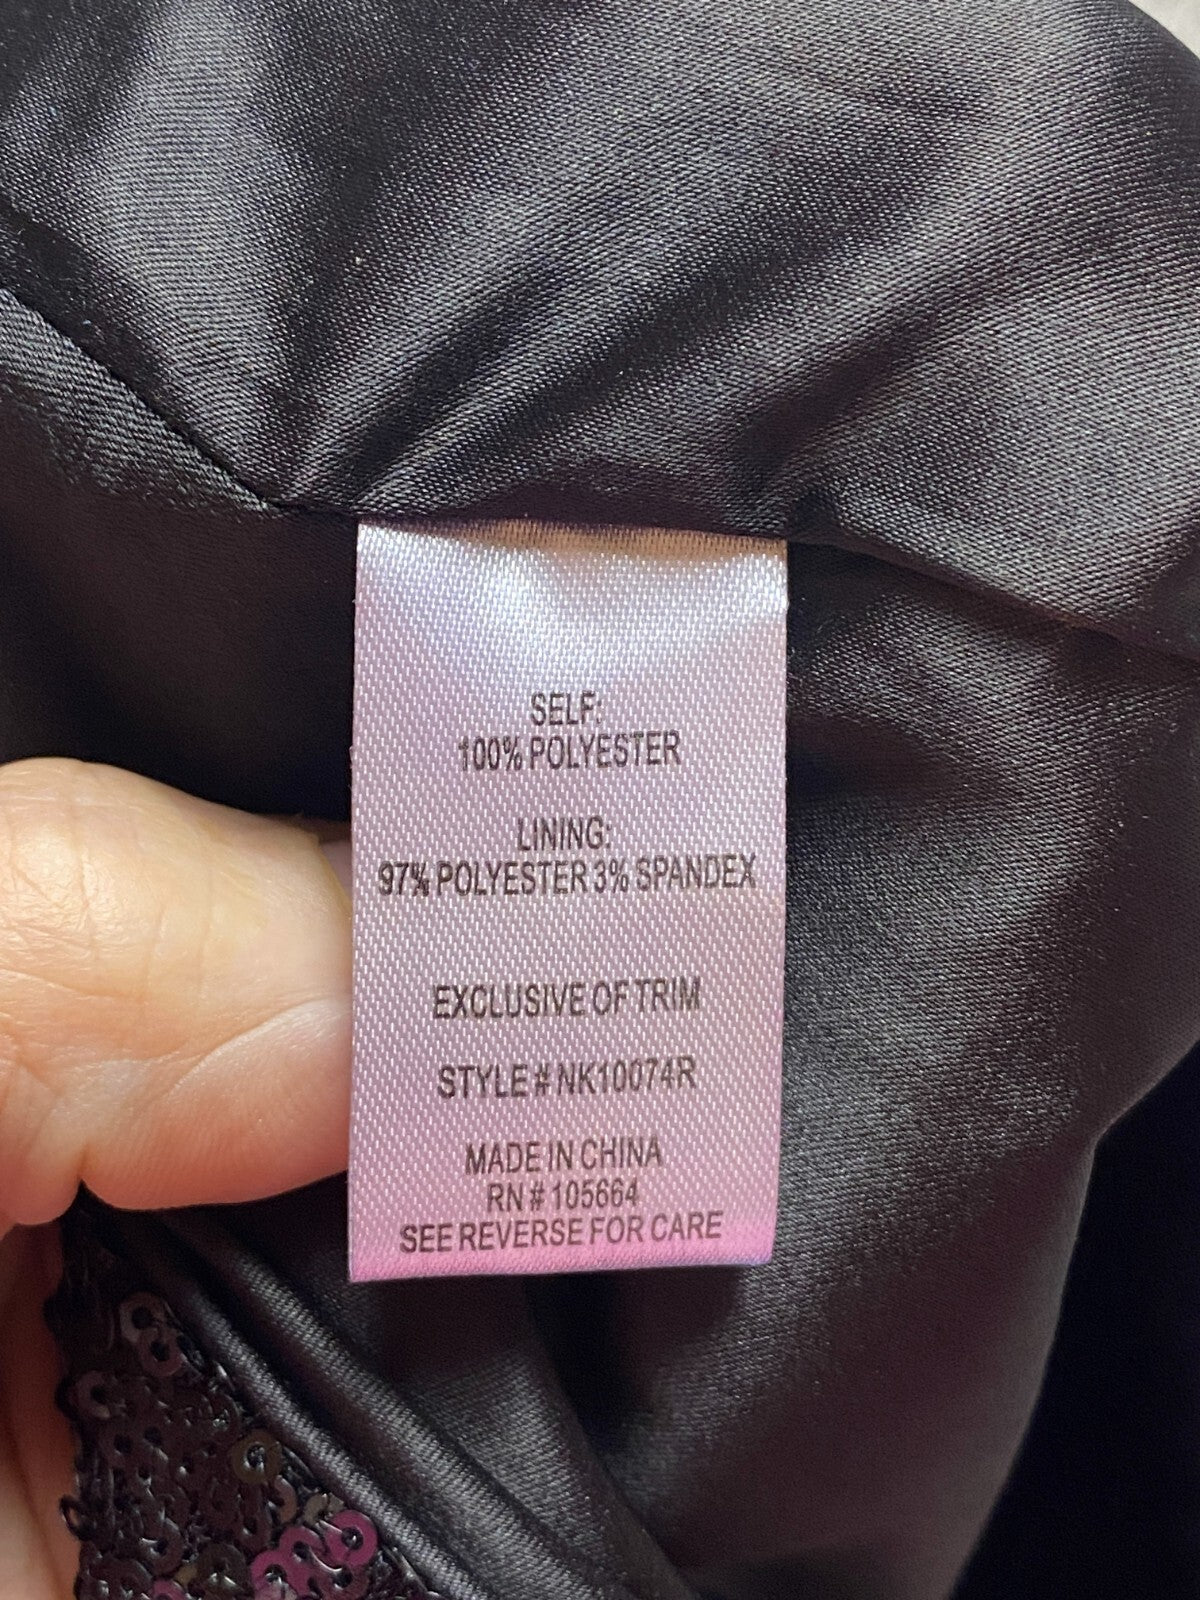 SELF:
100% POLYESTER
LINING:
97% POLYESTER 3% SPANDEX
EXCLUSIVE OF TRIM
STYLE # NK10074R
MADE IN CHINA
RN # 105664
SEE REVERSE FOR CARE